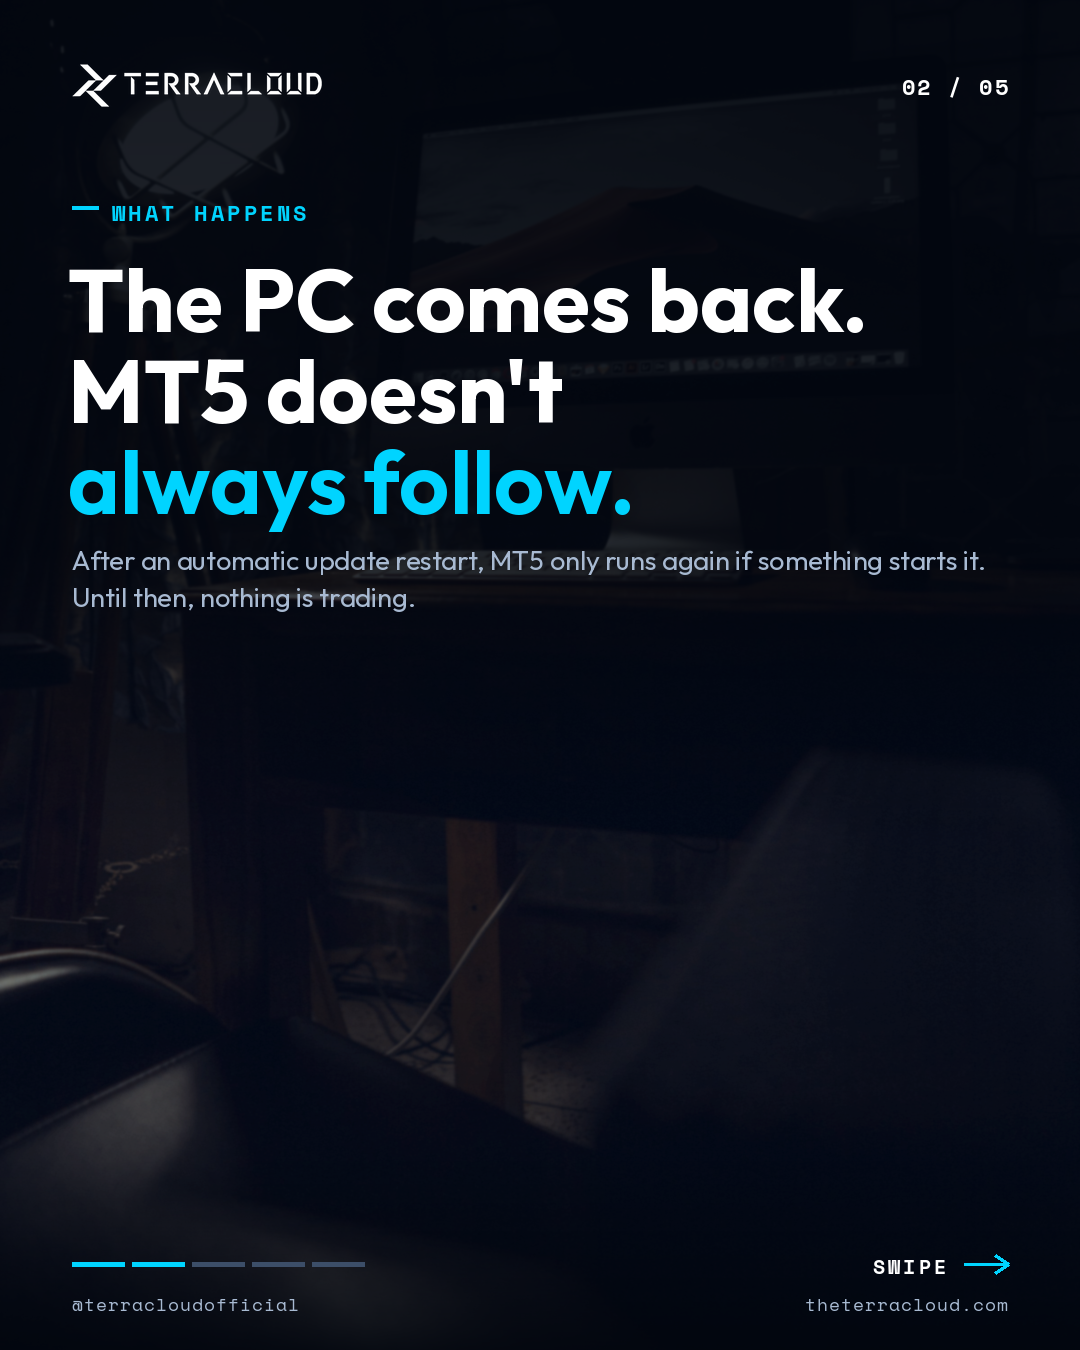 TERRACLOUD
02 / 05
WHAT HAPPENS
The PC comes back.
MT5 doesn't
always follow.
After an automatic update restart, MT5 only runs again if something starts it.
Until then, nothing is trading.
SWIPE
@terracloudofficial
theterracloud.com